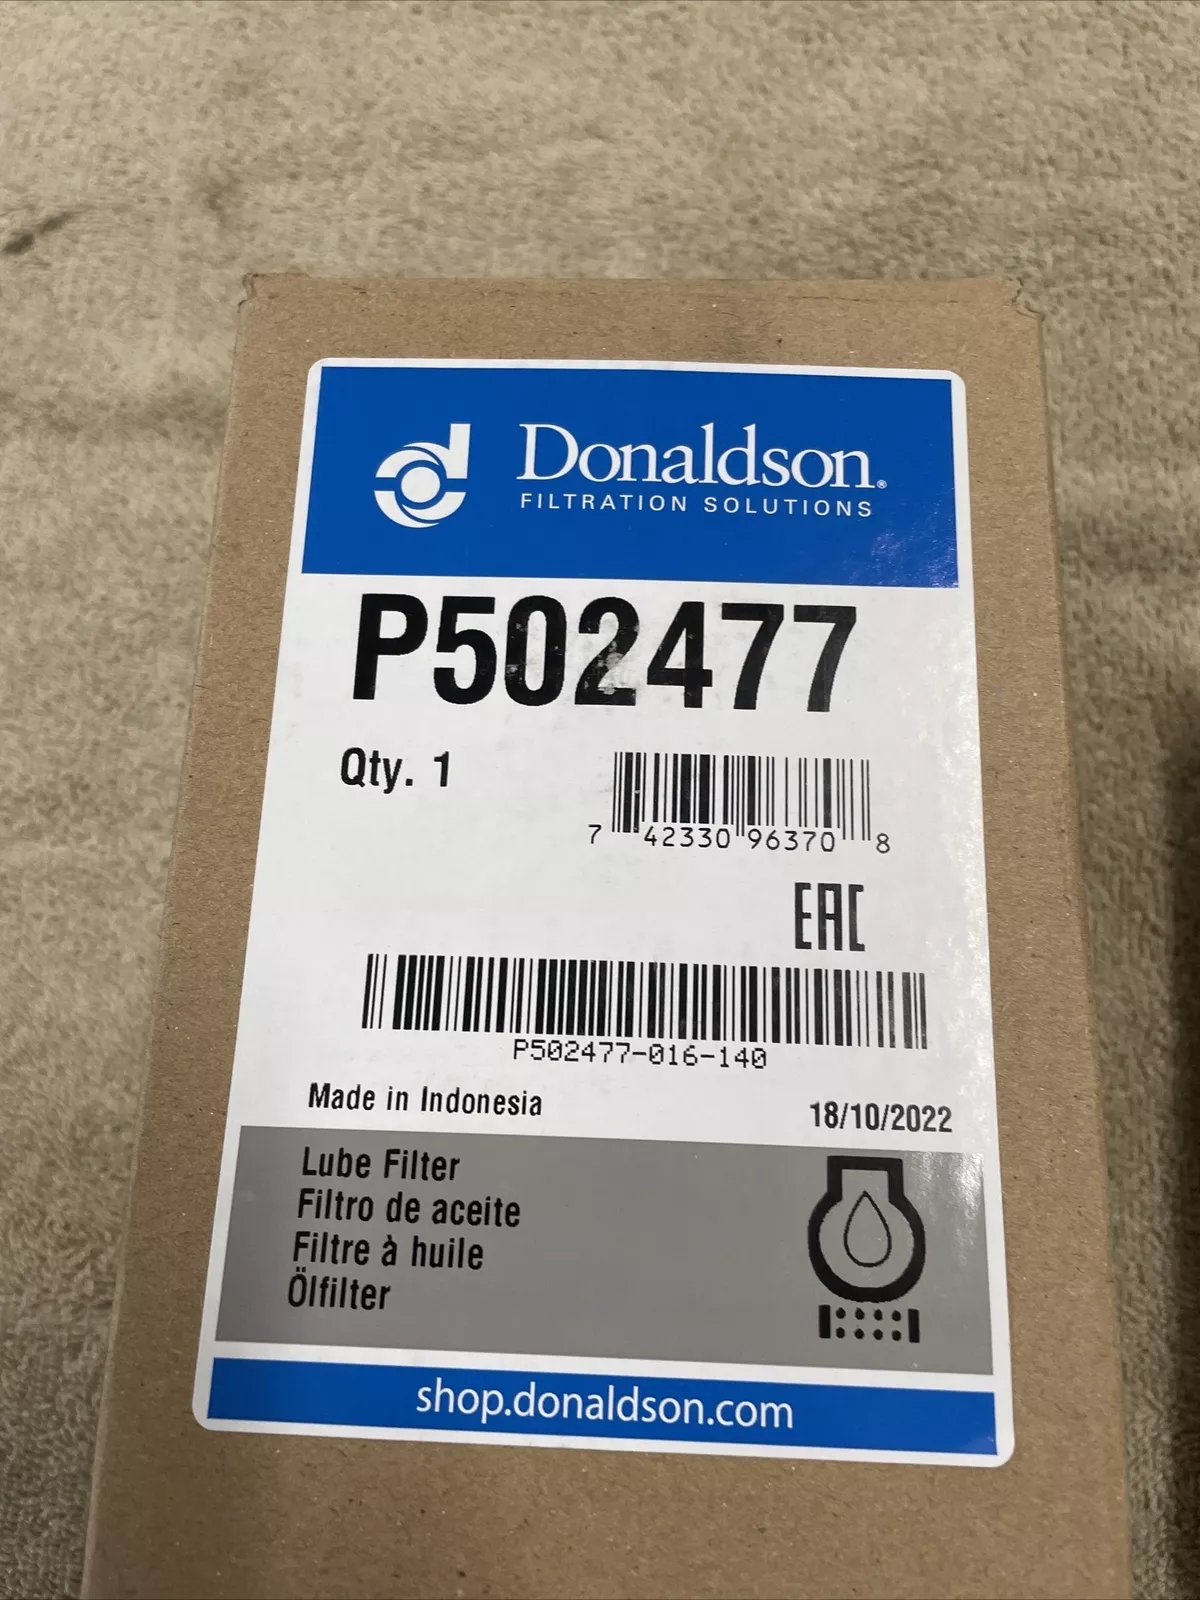 Donaldson®
FILTRATION SOLUTIONS
P502477
Qty. 1
7 42330 96370 8
EAC
P502477-016-140
Made in Indonesia
18/10/2022
Lube Filter
Filtro de aceite
Filtre à huile
Ölfilter
shop.donaldson.com